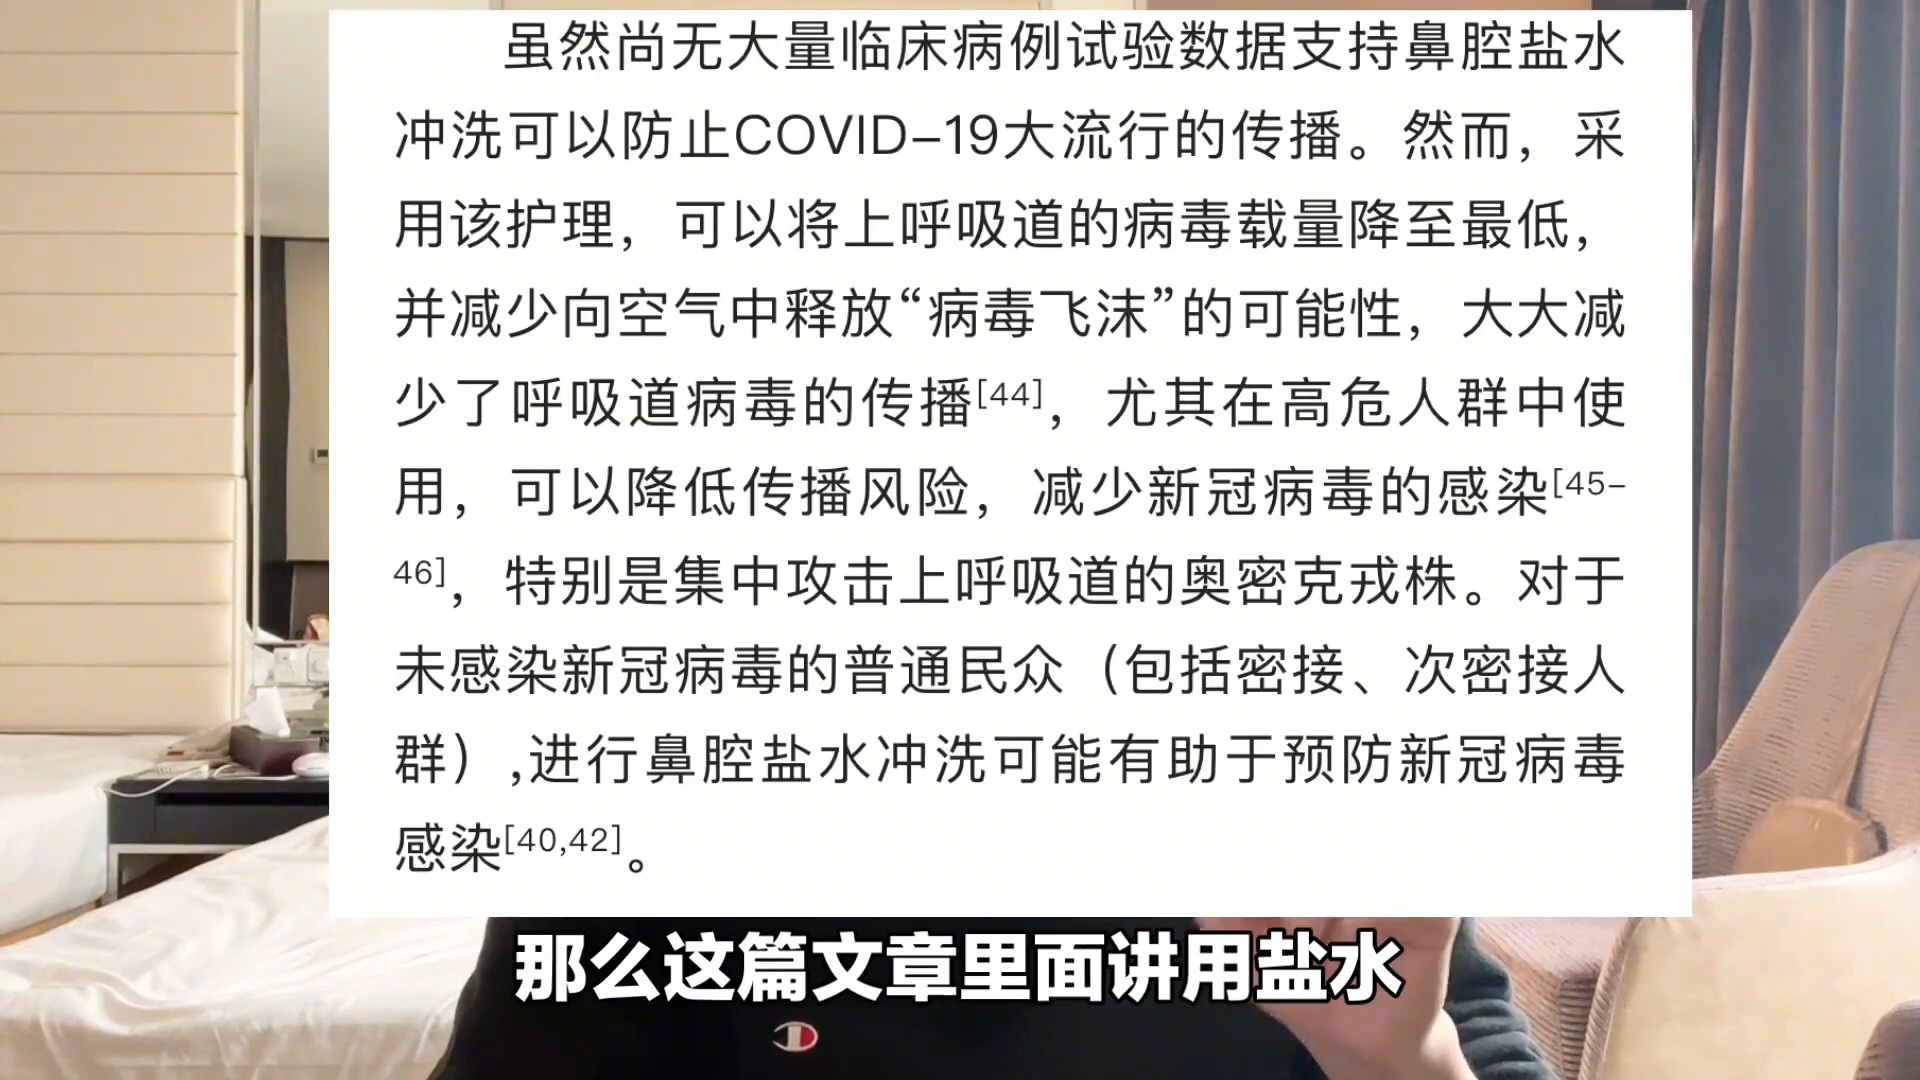 虽然尚无大量临床病例试验数据支持鼻腔盐水
冲洗可以防止COVID-19大流行的传播。然而，采
用该护理，可以将上呼吸道的病毒载量降至最低，
并减少向空气中释放“病毒飞沫”的可能性，大大减
少了呼吸道病毒的传播[44]，尤其在高危人群中使
用，可以降低传播风险，减少新冠病毒的感染[45-
46]，特别是集中攻击上呼吸道的奥密克戎株。对于
未感染新冠病毒的普通民众（包括密接、次密接人
群）,进行鼻腔盐水冲洗可能有助于预防新冠病毒
感染[40,42]。
那么这篇文章里面讲用盐水